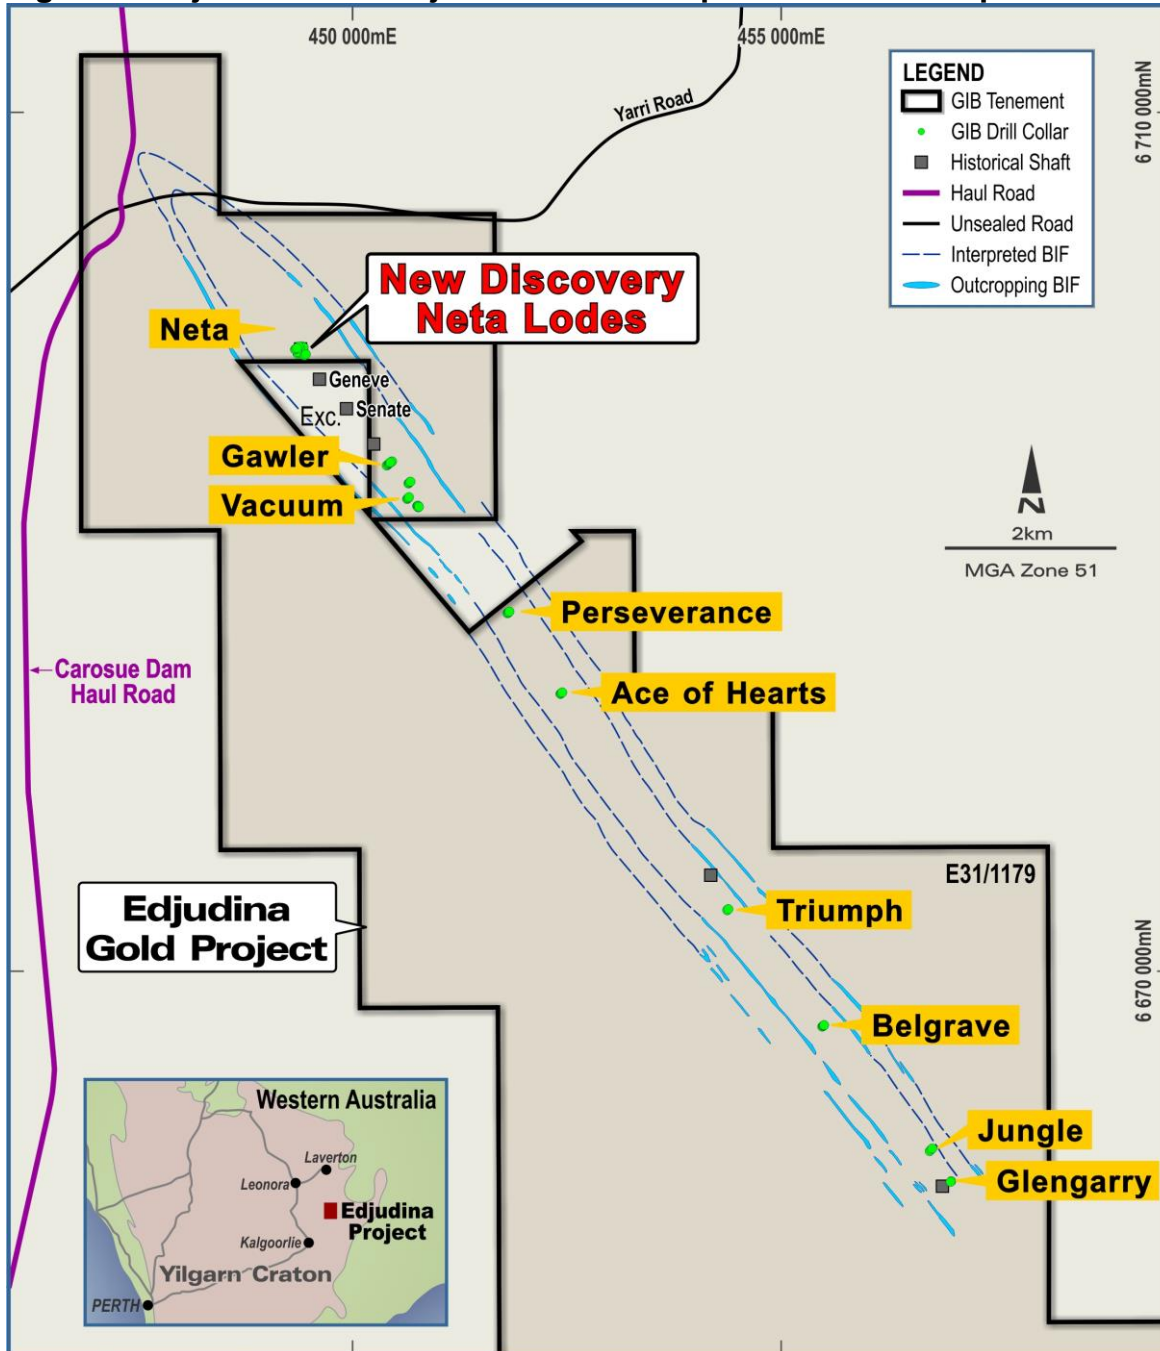 450 000mE
455 000mE
LEGEND
GIB Tenement
GIB Drill Collar
Historical Shaft
Haul Road
Unsealed Road
Interpreted BIF
Outcropping BIF
6 710 000mN
Yarri Road
New Discovery
Neta Lodes
Neta
Geneve
Senate
Exc.
Gawler
Vacuum
N
2km
MGA Zone 51
Perseverance
Carosue Dam
Haul Road
Ace of Hearts
E31/1179
Edjudina
Gold Project
Triumph
6 670 000mN
Belgrave
Jungle
Glengarry
Western Australia
Laverton
Leonora
Edjudina
Project
Kalgoorlie
Yilgarn Craton
PERTH